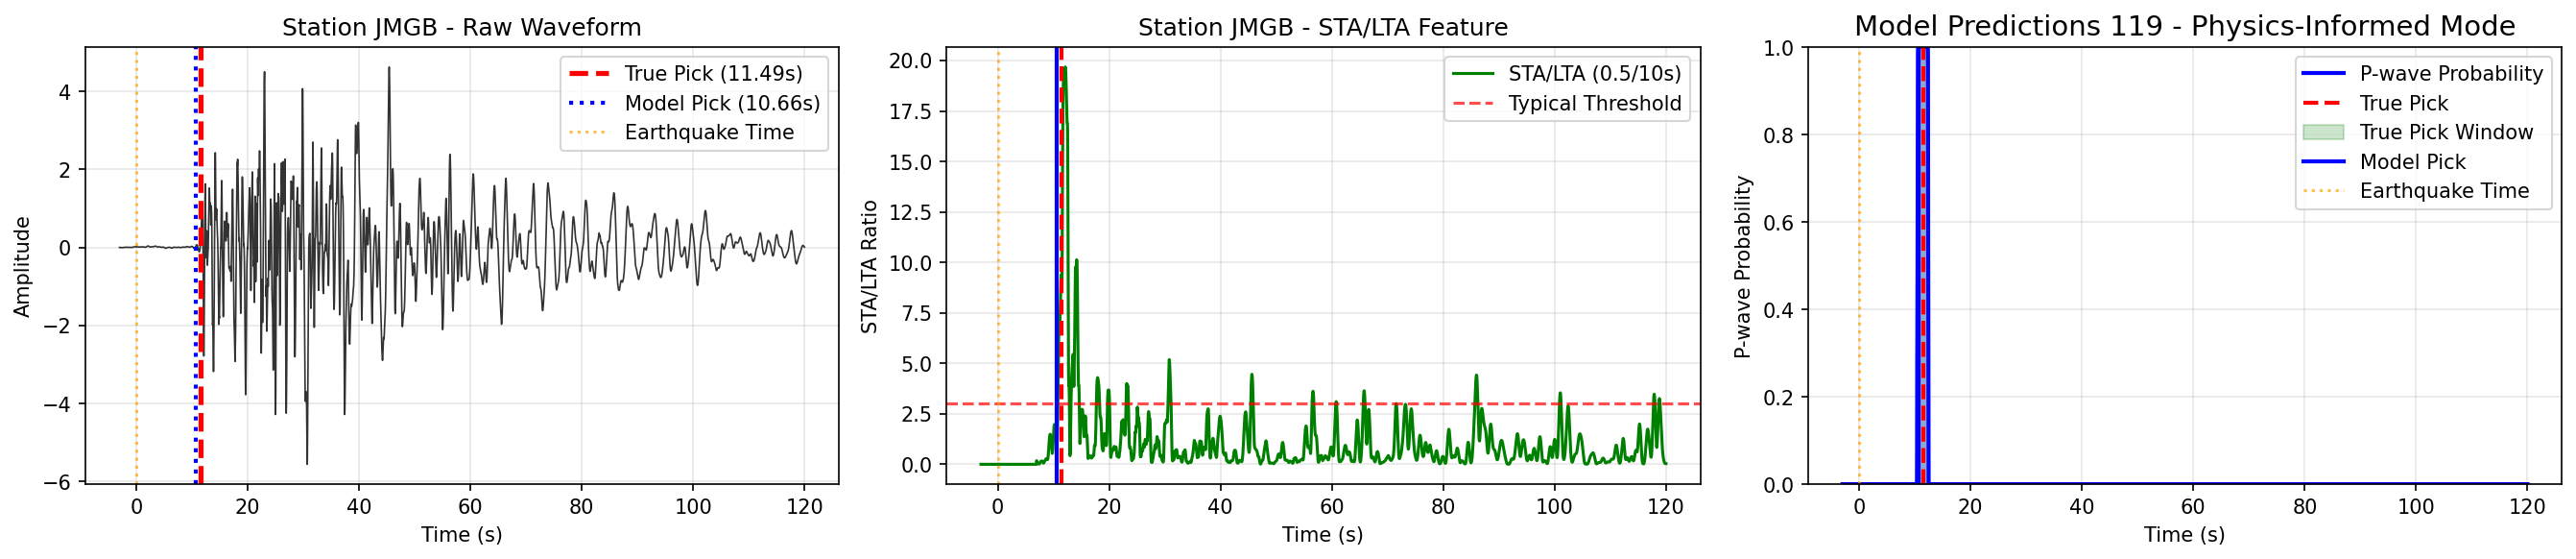 Station JMGB - Raw Waveform
True Pick (11.49s)
Model Pick (10.66s)
Earthquake Time
Amplitude
4
2
0
−2
−4
−6
0
20
40
60
80
100
120
Time (s)
Station JMGB - STA/LTA Feature
STA/LTA (0.5/10s)
Typical Threshold
STA/LTA Ratio
20.0
17.5
15.0
12.5
10.0
7.5
5.0
2.5
0.0
0
20
40
60
80
100
120
Time (s)
Model Predictions 119 - Physics-Informed Mode
P-wave Probability
True Pick
True Pick Window
Model Pick
Earthquake Time
P-wave Probability
1.0
0.8
0.6
0.4
0.2
0.0
0
20
40
60
80
100
120
Time (s)